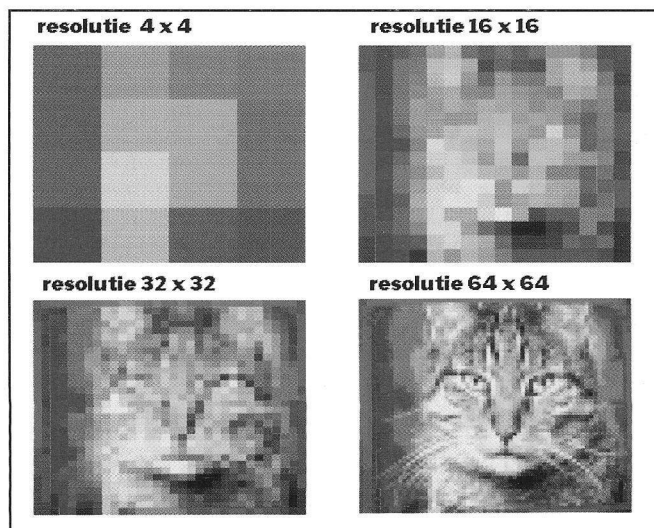 resolutie 4 x 4
resolutie 16 x 16
resolutie 32 x 32
resolutie 64 x 64